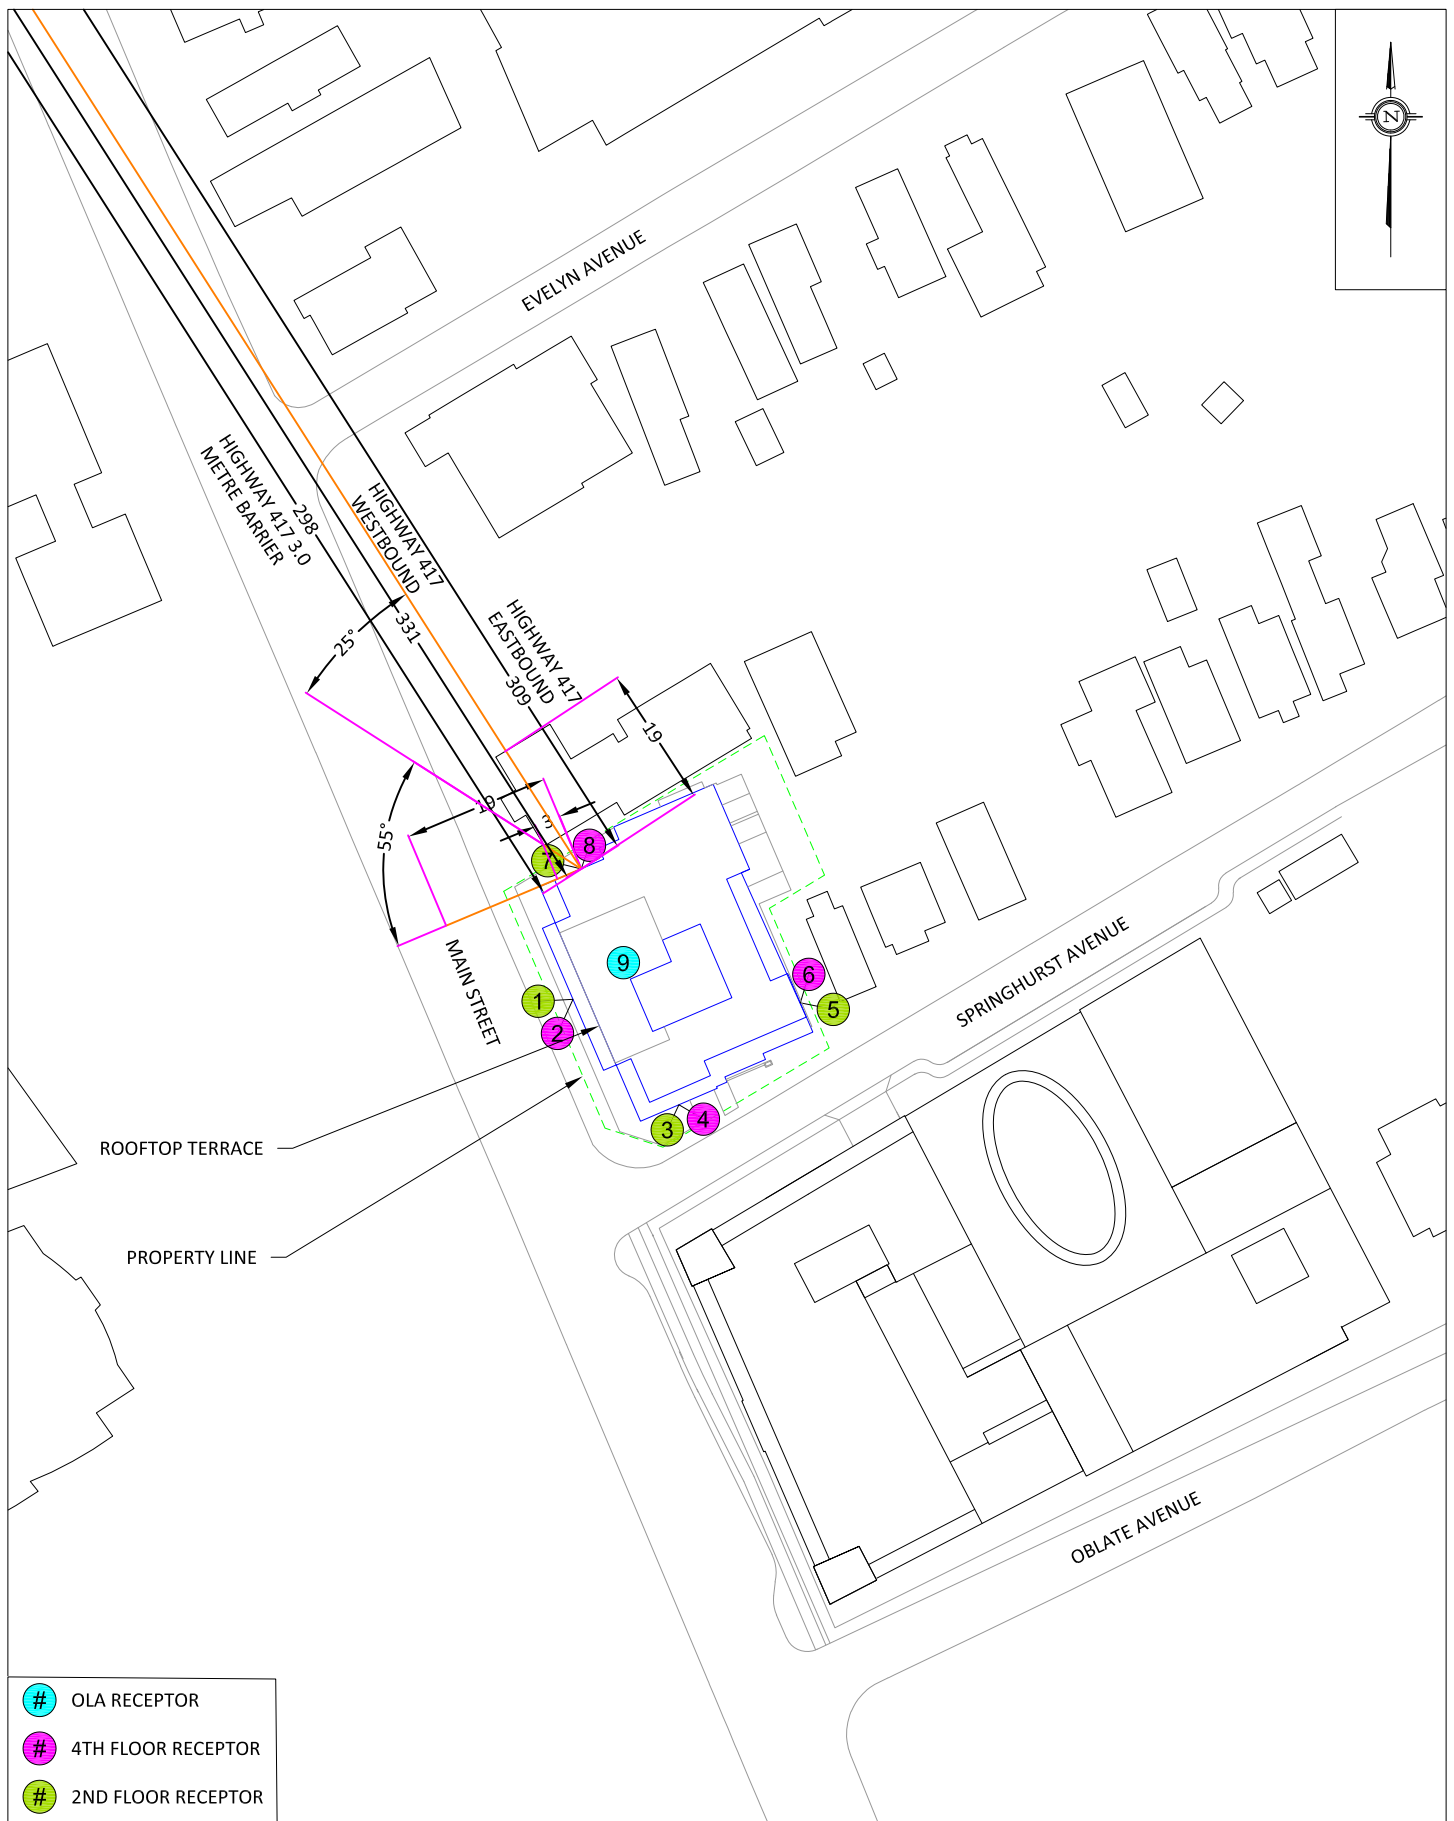 N
EVELYN AVENUE
HIGHWAY 417 3.0
METRE BARRIER
298
HIGHWAY 417
WESTBOUND
331
HIGHWAY 417
EASTBOUND
309
25°
19
19
3
55°
7
8
9
MAIN STREET
1
2
6
5
3
4
SPRINGHURST AVENUE
ROOFTOP TERRACE
PROPERTY LINE
OBLATE AVENUE
# OLA RECEPTOR
# 4TH FLOOR RECEPTOR
# 2ND FLOOR RECEPTOR